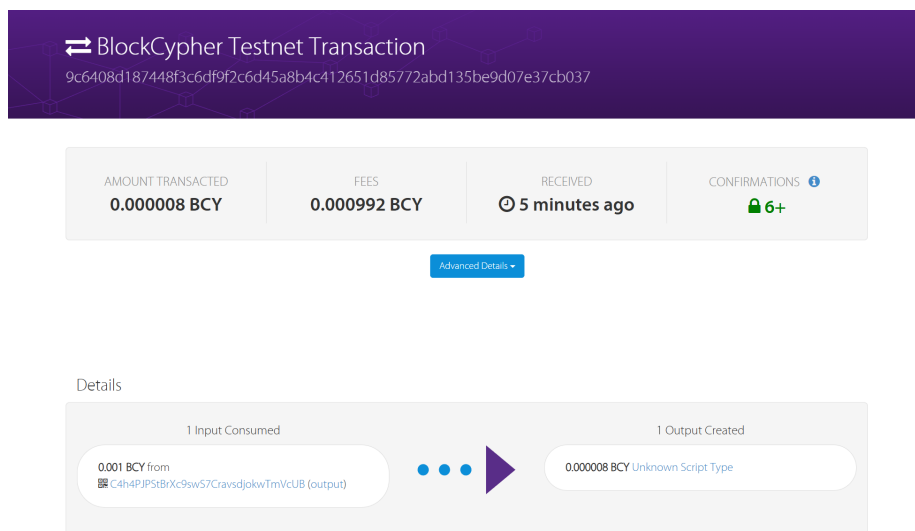 BlockCypher Testnet Transaction
9c6408d187448f3c6df9f2c6d45a8b4c412651d85772abd135be9d07e37cb037
AMOUNT TRANSACTED
0.000008 BCY
FEES
0.000992 BCY
RECEIVED
5 minutes ago
CONFIRMATIONS
6+
Advanced Details
Details
1 Input Consumed
0.001 BCY from
C4h4PJPStBrXc9swS7CravsdjokwTmVcUB (output)
1 Output Created
0.000008 BCY Unknown Script Type